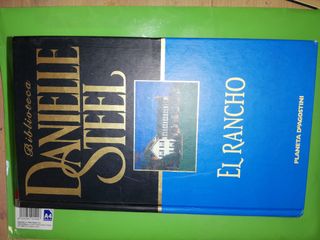 Biblioteca
DANIELLE
STEEL
EL RANCHO
PLANETA DeAGOSTINI